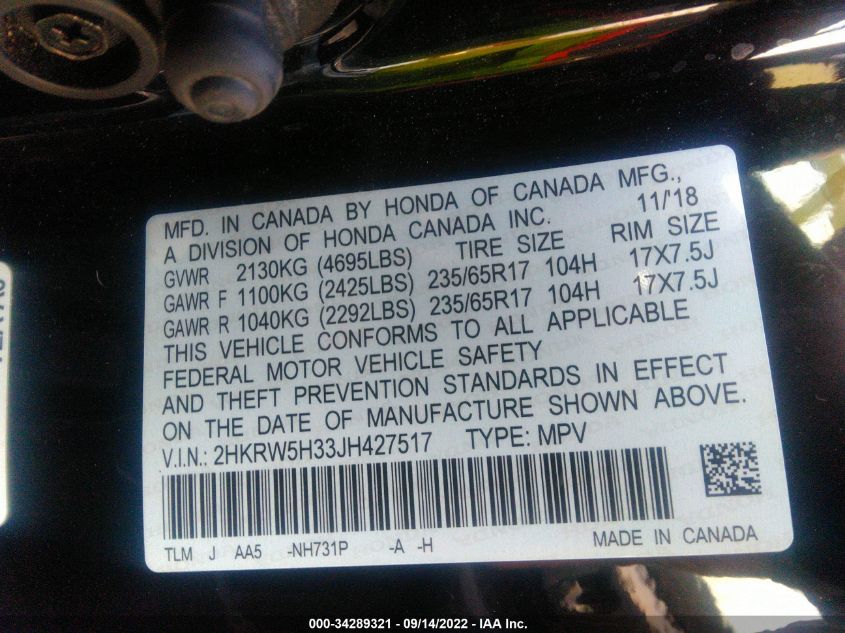 MFD. IN CANADA BY HONDA OF CANADA MFG.,
A DIVISION OF HONDA CANADA INC. 11/18
GVWR 2130KG (4695LBS) TIRE SIZE RIM SIZE
GAWR F 1100KG (2425LBS) 235/65R17 104H 17X7.5J
GAWR R 1040KG (2292LBS) 235/65R17 104H 17X7.5J
THIS VEHICLE CONFORMS TO ALL APPLICABLE
FEDERAL MOTOR VEHICLE SAFETY
AND THEFT PREVENTION STANDARDS IN EFFECT
ON THE DATE OF MANUFACTURE SHOWN ABOVE.
V.I.N.: 2HKRW5H33JH427517 TYPE: MPV
TLM J AA5 -NH731P -A -H MADE IN CANADA
000-34289321 - 09/14/2022 - IAA Inc.